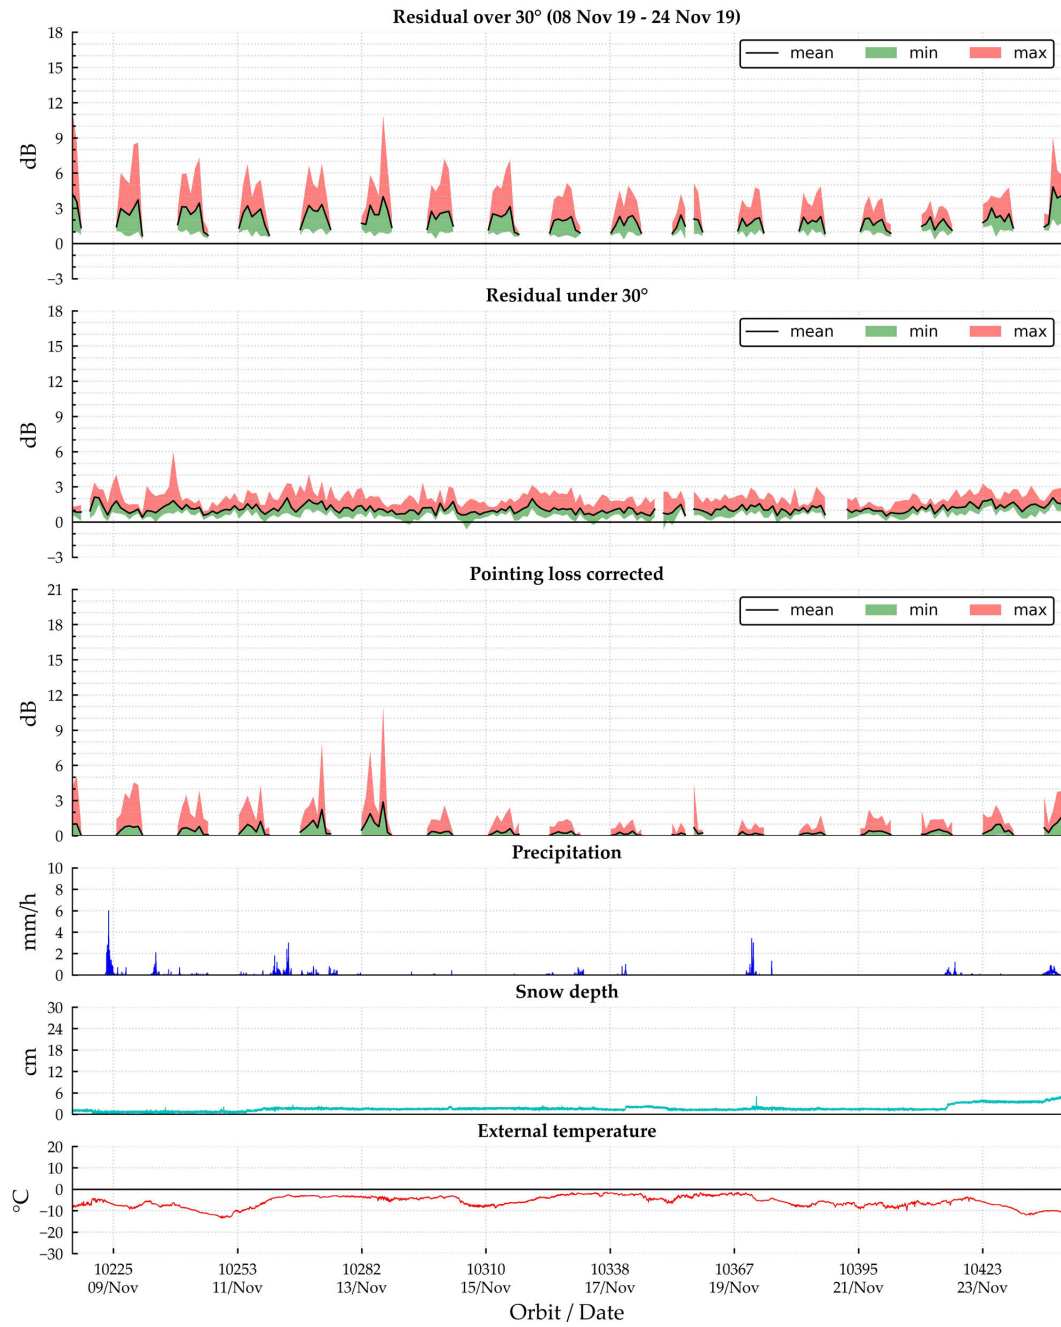 Residual over 30° (08 Nov 19 - 24 Nov 19)
18
15
12
9
6
3
0
−3
dB
mean min max
Residual under 30°
18
15
12
9
6
3
0
−3
dB
mean min max
Pointing loss corrected
21
18
15
12
9
6
3
0
dB
mean min max
Precipitation
10
8
6
4
2
0
mm/h
Snow depth
30
24
18
12
6
0
cm
External temperature
20
10
0
−10
−20
−30
°C
10225 10253 10282 10310 10338 10367 10395 10423
09/Nov 11/Nov 13/Nov 15/Nov 17/Nov 19/Nov 21/Nov 23/Nov
Orbit / Date